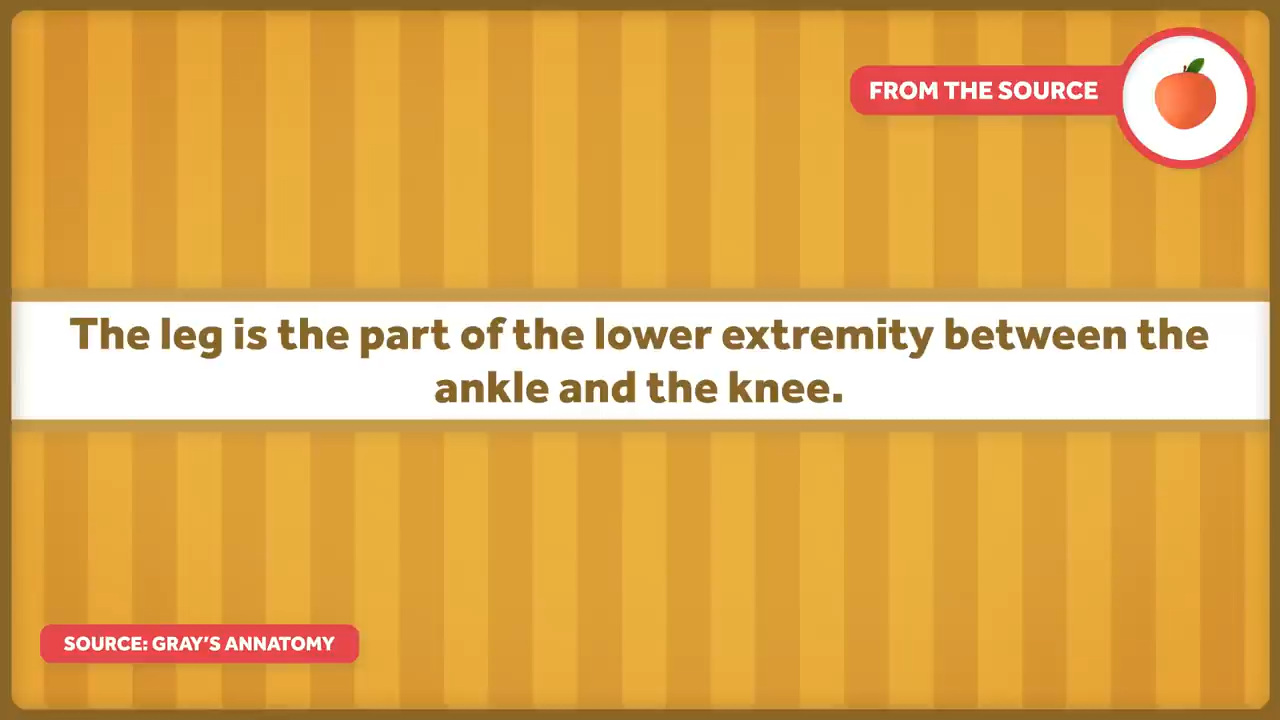 FROM THE SOURCE
The leg is the part of the lower extremity between the
ankle and the knee.
SOURCE: GRAY'S ANNATOMY